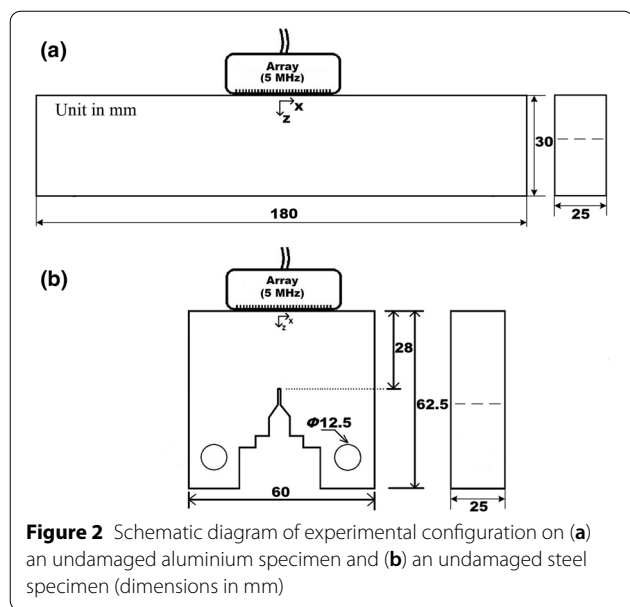 (a)
Array
(5 MHz)
x
z
Unit in mm
30
180
25
(b)
Array
(5 MHz)
x
z
28
62.5
Φ12.5
60
25
Figure 2 Schematic diagram of experimental configuration on (a)
an undamaged aluminium specimen and (b) an undamaged steel
specimen (dimensions in mm)